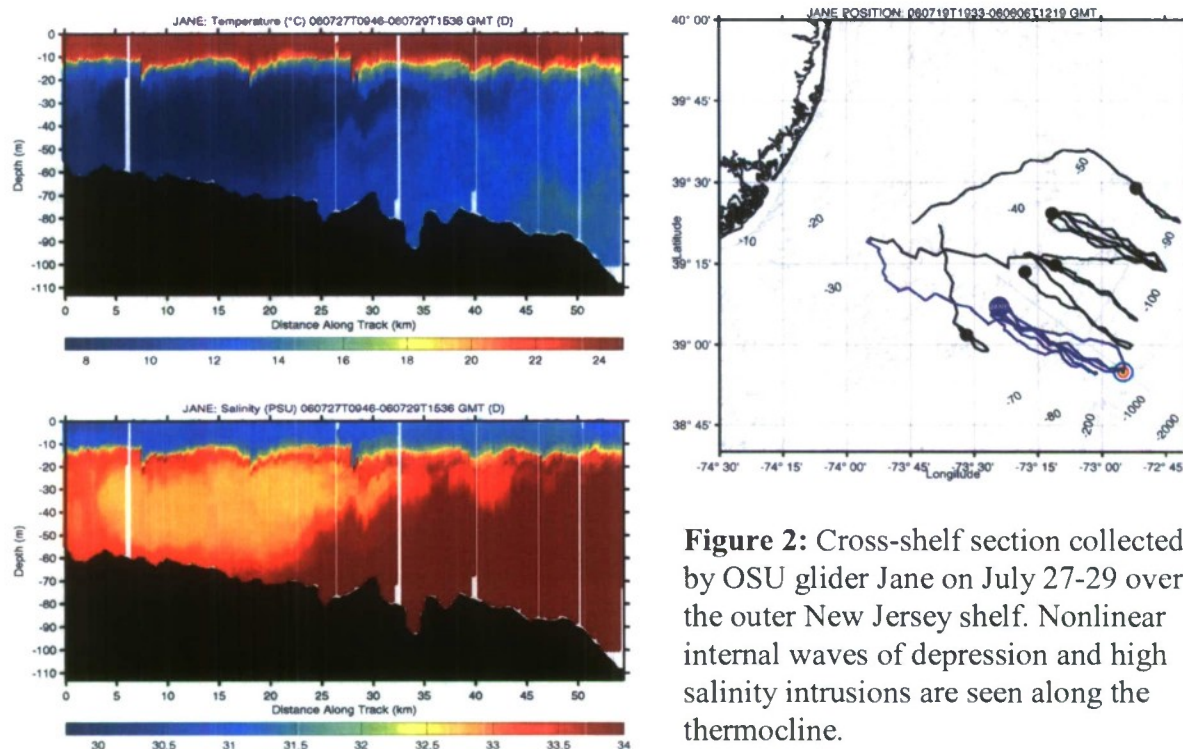 JANE: Temperature (°C) 060727T0946-060729T1536 GMT (D)
0
-10
-20
-30
-40
-50
-60
-70
-80
-90
-100
-110
Depth (m)
0 5 10 15 20 25 30 35 40 45 50
Distance Along Track (km)
8 10 12 14 16 18 20 22 24
JANE: Salinity (PSU) 060727T0946-060729T1536 GMT (D)
0
-10
-20
-30
-40
-50
-60
-70
-80
-90
-100
-110
Depth (m)
0 5 10 15 20 25 30 35 40 45 50
Distance Along Track (km)
30 30.5 31 31.5 32 32.5 33 33.5 34
JANE POSITION: 060719T1933-060806T1219 GMT
40° 00'
39° 45'
39° 30'
39° 15'
39° 00'
38° 45'
Latitude
-10
-20
-30
-40
-50
-90
-100
-70
-80
-200
-1000
-2000
-74° 30' -74° 15' -74° 00' -73° 45' -73° 30' -73° 15' -73° 00' -72° 45'
Longitude
Figure 2: Cross-shelf section collected
by OSU glider Jane on July 27-29 over
the outer New Jersey shelf. Nonlinear
internal waves of depression and high
salinity intrusions are seen along the
thermocline.